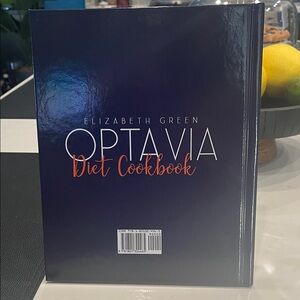 ELIZABETH GREEN
OPTAVIA
Diet Cookbook